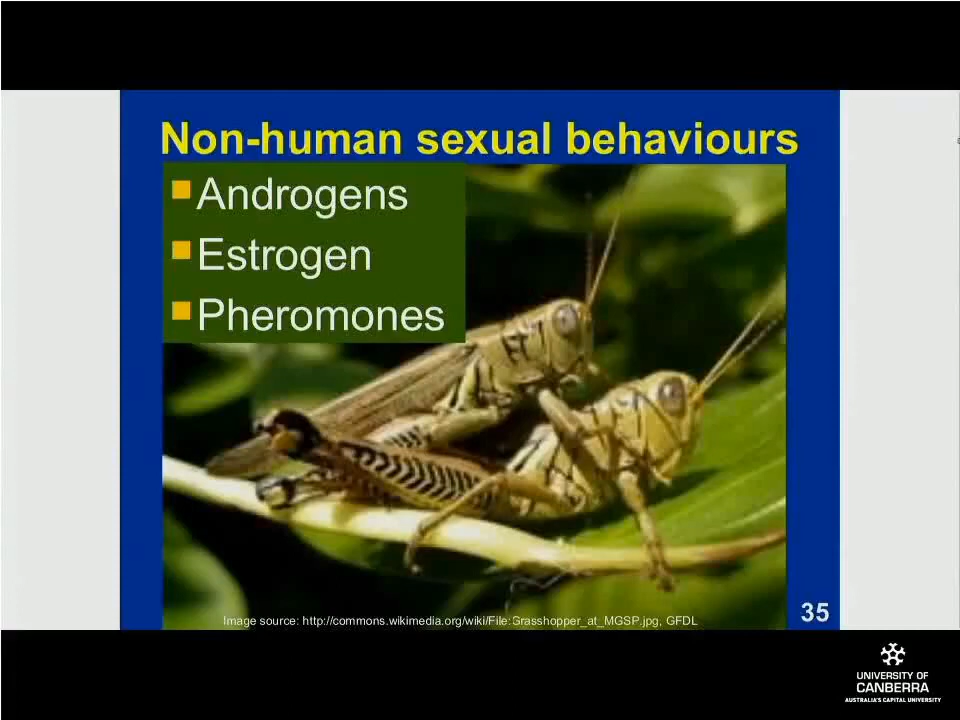 Non-human sexual behaviours
Androgens
Estrogen
Pheromones
Image source: http://commons.wikimedia.org/wiki/File:Grasshopper_at_MGSP.jpg, GFDL
35
UNIVERSITY OF
CANBERRA
AUSTRALIA'S CAPITAL UNIVERSITY